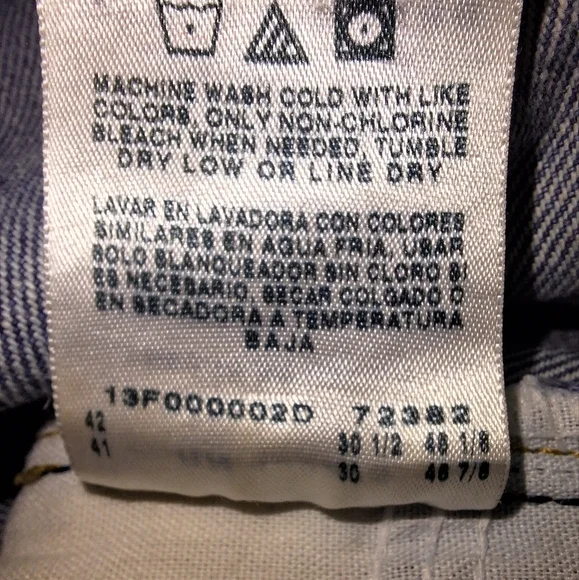 MACHINE WASH COLD WITH LIKE
COLORS, ONLY NON-CHLORINE
BLEACH WHEN NEEDED, TUMBLE
DRY LOW OR LINE DRY
LAVAR EN LAVADORA CON COLORES
SIMILARES EN AGUA FRIA, USAR
SOLO BLANQUEADOR SIN CLORO SI
ES NECESARIO, SECAR COLGADO O
EN SECADORA A TEMPERATURA
BAJA
13F000002D 72382
42 30 1/2 48 1/8
41 30 46 7/8